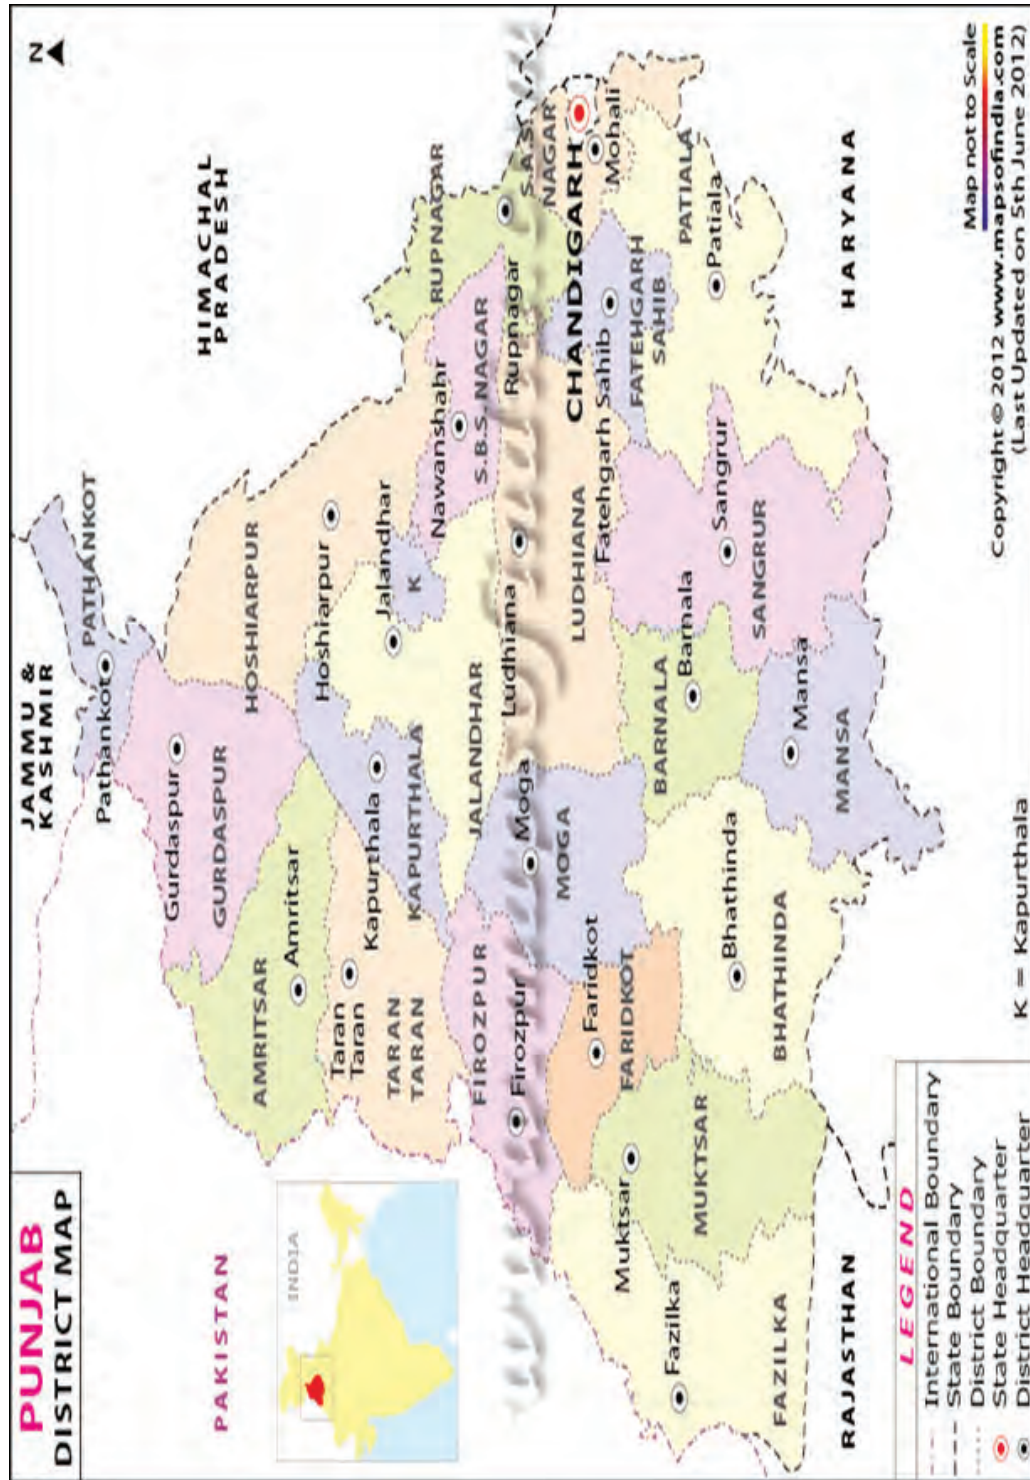 PUNJAB
DISTRICT MAP
N
JAMMU &
KASHMIR
HIMACHAL
PRADESH
PAKISTAN
INDIA
PATHANKOT
Pathankot
Gurdaspur
GURDASPUR
HOSHIARPUR
Hoshiarpur
AMRITSAR
Amritsar
Taran
Taran
TARAN
TARAN
Kapurthala
KAPURTHALA
Jalandhar
K
JALANDHAR
Nawanshahr
S.B.S. NAGAR
RUPNAGAR
Rupnagar
S.A.S
NAGAR
CHANDIGARH
Mohali
FIROZPUR
Firozpur
Moga
MOGA
Ludhiana
LUDHIANA
Fatehgarh Sahib
FATEHGARH
SAHIB
PATIALA
Patiala
Faridkot
FARIDKOT
Muktsar
MUKTSAR
Fazilka
FAZILKA
Bhathinda
BHATHINDA
BARNALA
Barnala
Sangrur
SANGRUR
Mansa
MANSA
HARYANA
RAJASTHAN
LEGEND
International Boundary
State Boundary
District Boundary
State Headquarter
District Headquarter
K = Kapurthala
Map not to Scale
Copyright © 2012 www.mapsofindia.com
(Last Updated on 5th June 2012)